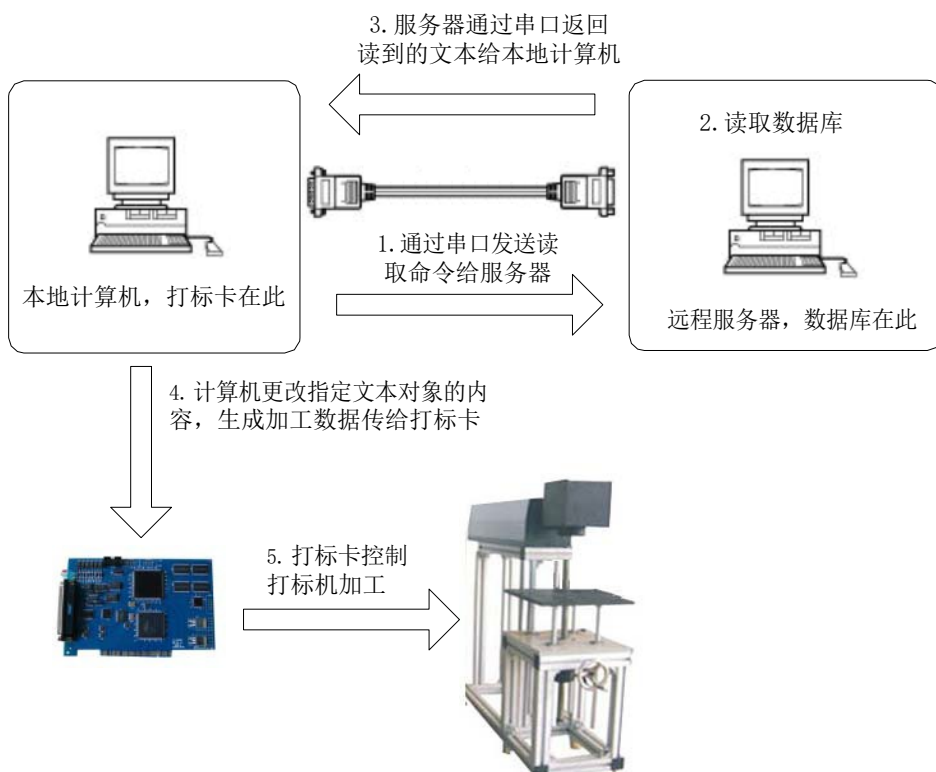 3.服务器通过串口返回
读到的文本给本地计算机
2.读取数据库
1.通过串口发送读
取命令给服务器
本地计算机，打标卡在此
远程服务器，数据库在此
4.计算机更改指定文本对象的内
容，生成加工数据传给打标卡
5.打标卡控制
打标机加工